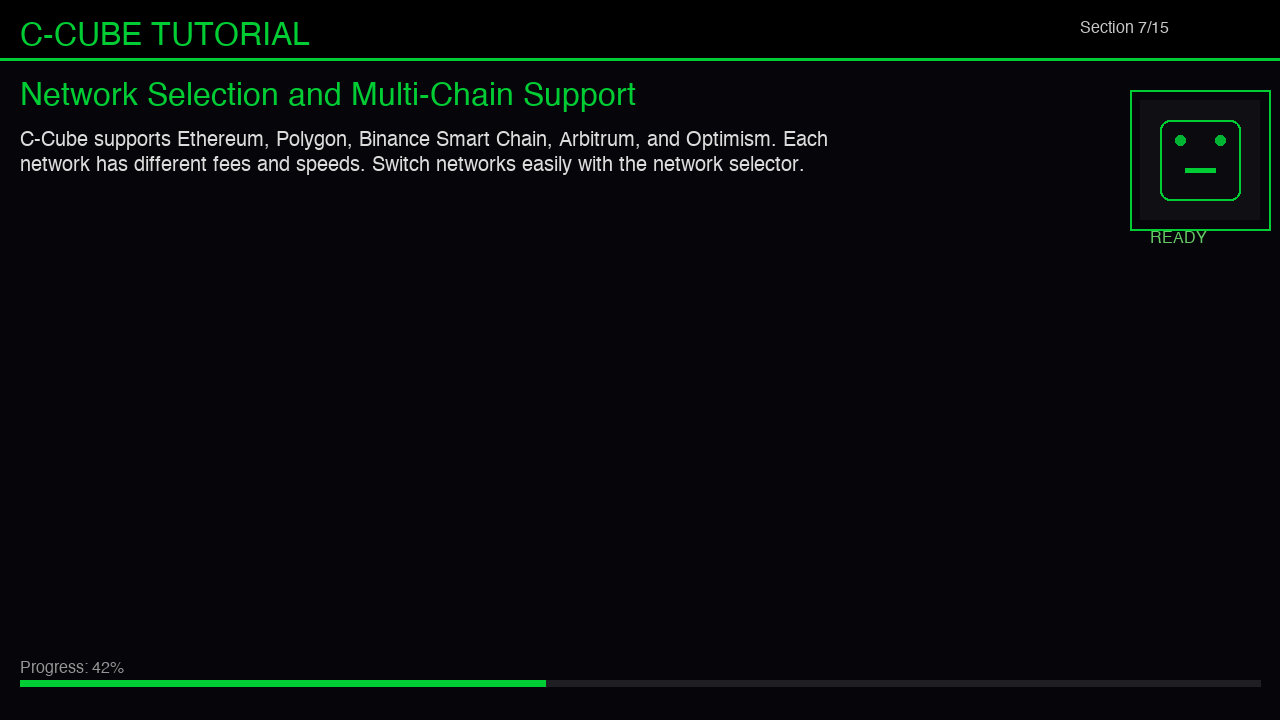 C-CUBE TUTORIAL
Section 7/15
Network Selection and Multi-Chain Support
C-Cube supports Ethereum, Polygon, Binance Smart Chain, Arbitrum, and Optimism. Each
network has different fees and speeds. Switch networks easily with the network selector.
READY
Progress: 42%